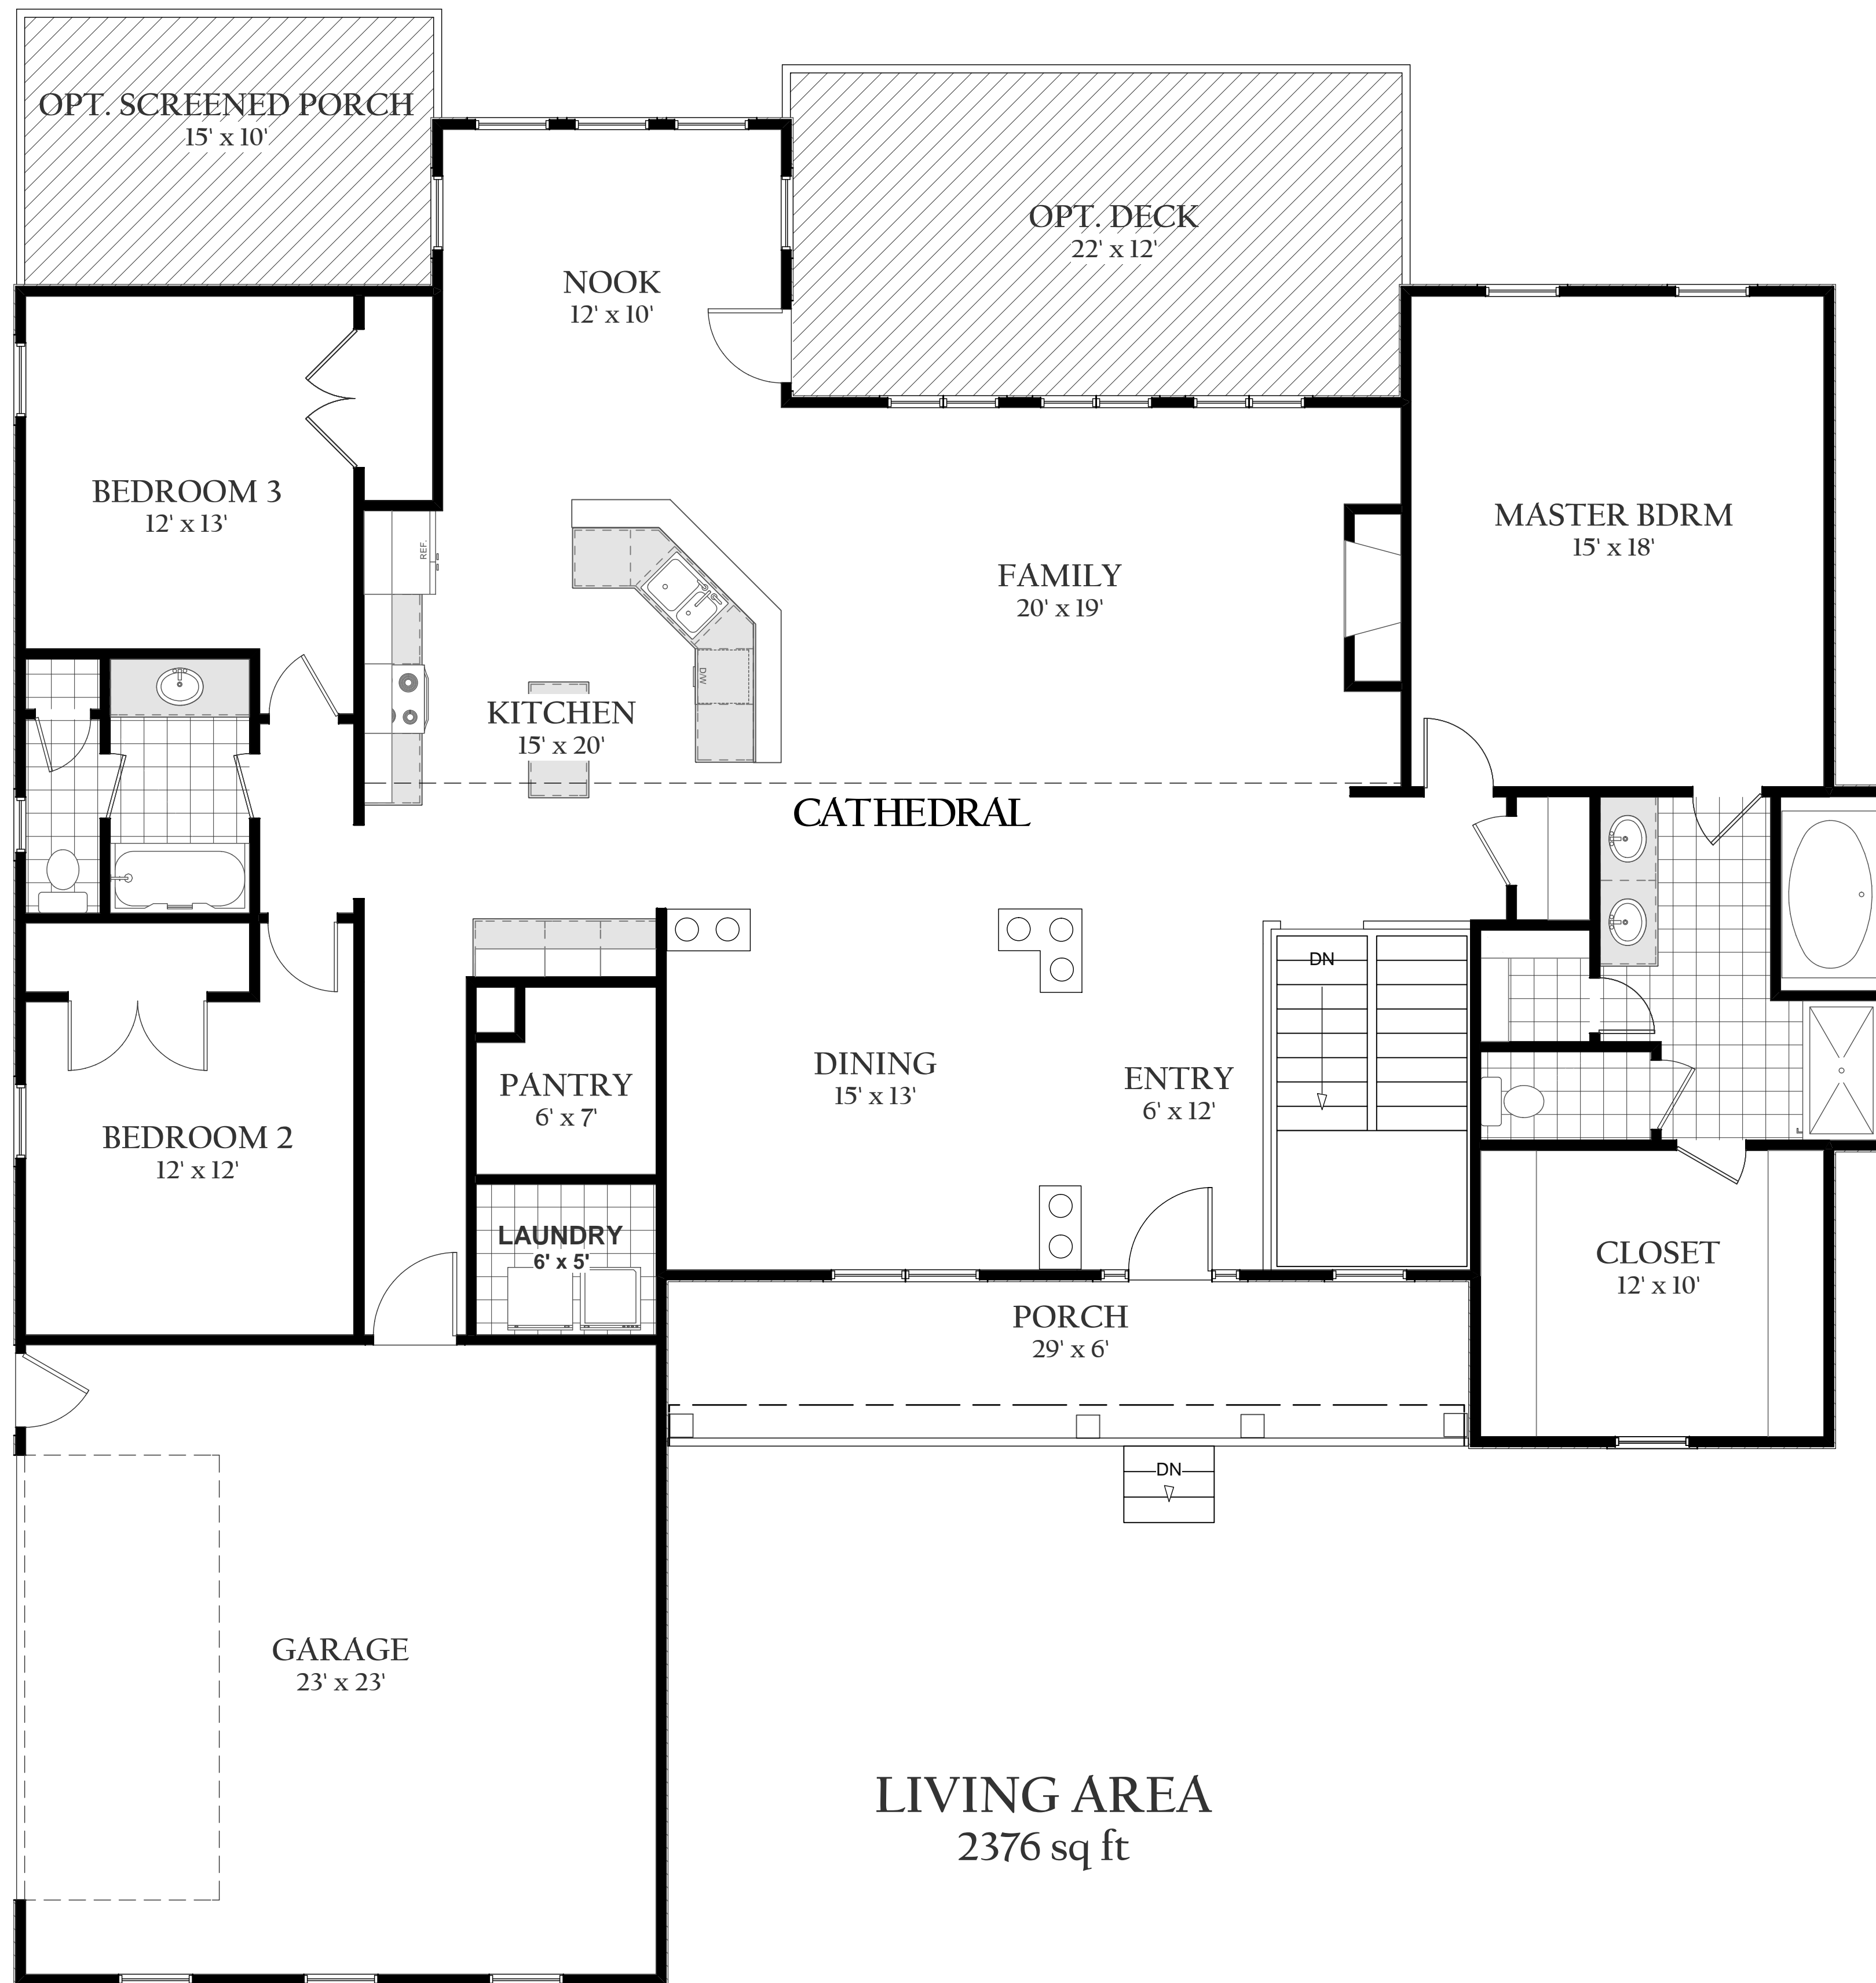 OPT. SCREENED PORCH
15' x 10'
OPT. DECK
22' x 12'
NOOK
12' x 10'
BEDROOM 3
12' x 13'
REF.
MASTER BDRM
15' x 18'
FAMILY
20' x 19'
D/W
KITCHEN
15' x 20'
CATHEDRAL
DN
DINING
15' x 13'
ENTRY
6' x 12'
PANTRY
6' x 7'
BEDROOM 2
12' x 12'
LAUNDRY
6' x 5'
CLOSET
12' x 10'
PORCH
29' x 6'
DN
GARAGE
23' x 23'
LIVING AREA
2376 sq ft